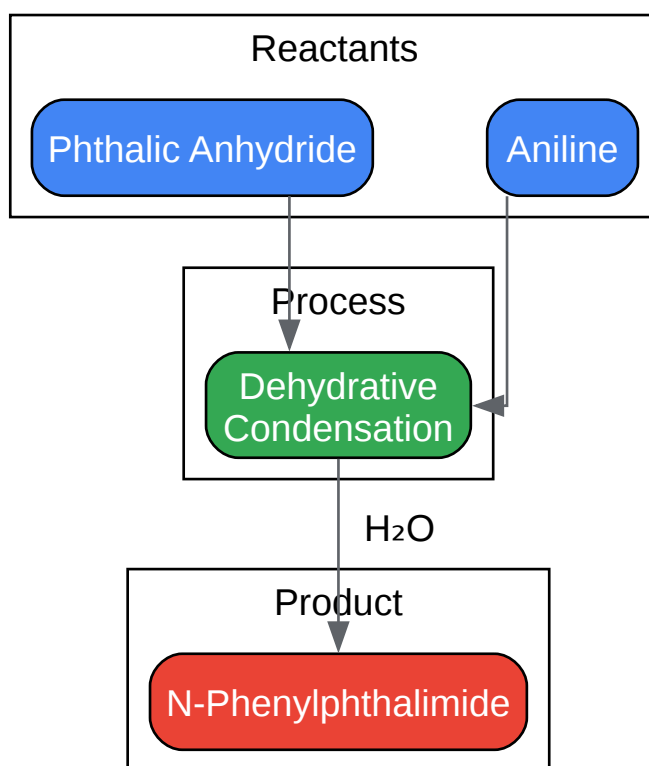 Reactants
Phthalic Anhydride
Aniline
Process
Dehydrative
Condensation
H₂O
Product
N-Phenylphthalimide